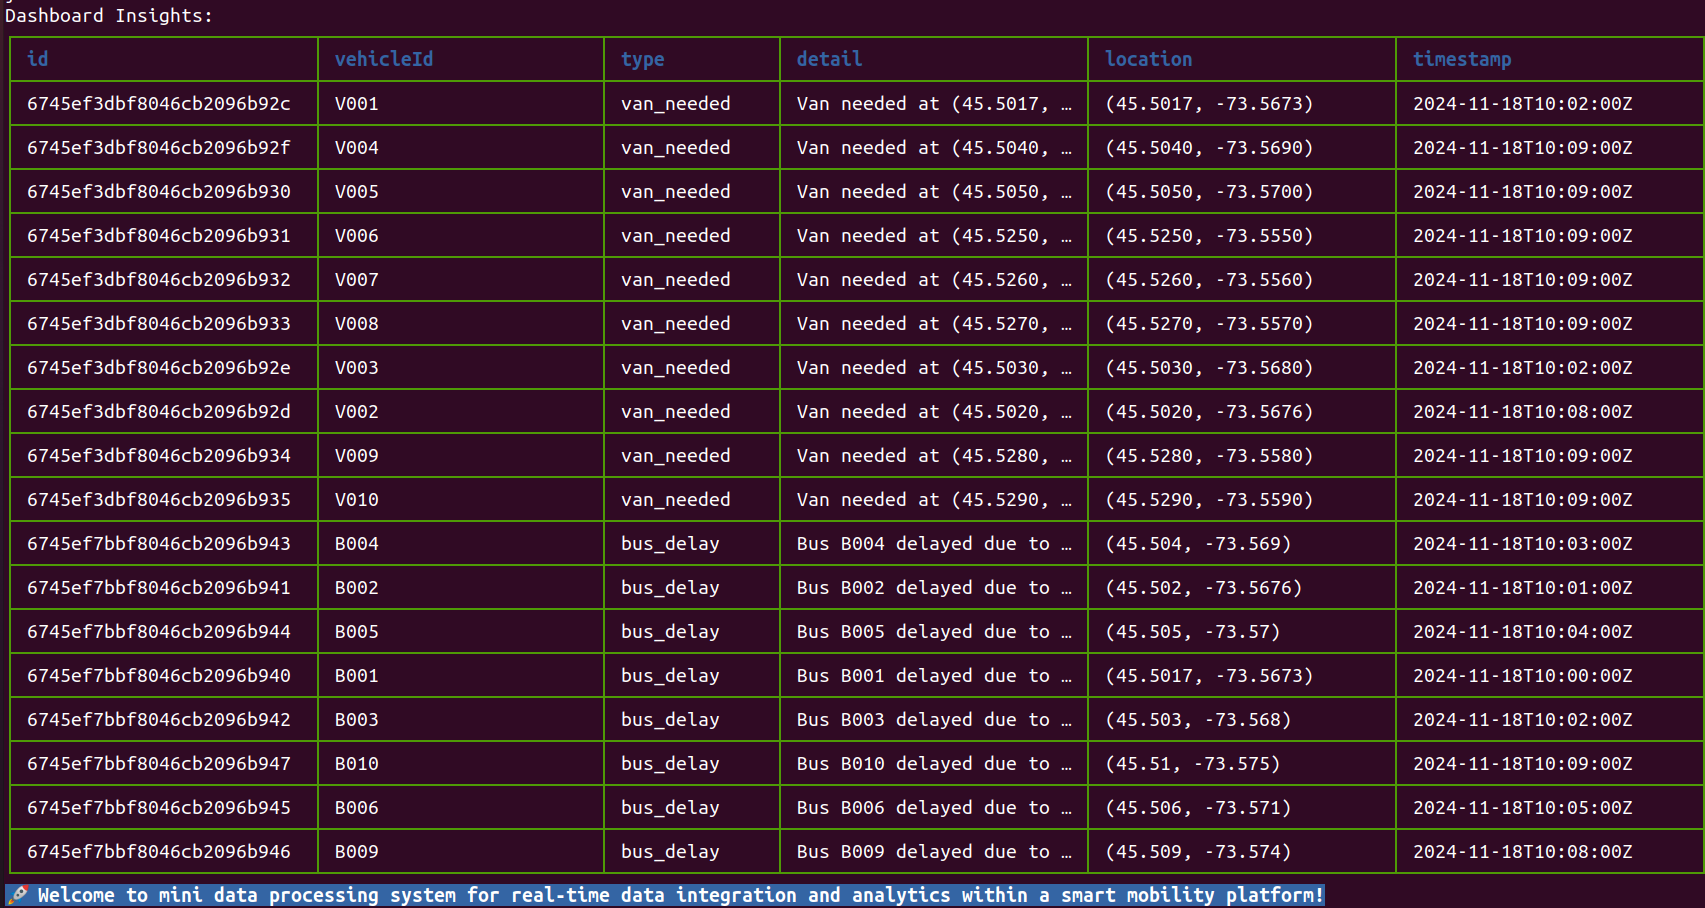 Dashboard Insights:
id vehicleId type detail location timestamp
6745ef3dbf8046cb2096b92c V001 van_needed Van needed at (45.5017, … (45.5017, -73.5673) 2024-11-18T10:02:00Z
6745ef3dbf8046cb2096b92f V004 van_needed Van needed at (45.5040, … (45.5040, -73.5690) 2024-11-18T10:09:00Z
6745ef3dbf8046cb2096b930 V005 van_needed Van needed at (45.5050, … (45.5050, -73.5700) 2024-11-18T10:09:00Z
6745ef3dbf8046cb2096b931 V006 van_needed Van needed at (45.5250, … (45.5250, -73.5550) 2024-11-18T10:09:00Z
6745ef3dbf8046cb2096b932 V007 van_needed Van needed at (45.5260, … (45.5260, -73.5560) 2024-11-18T10:09:00Z
6745ef3dbf8046cb2096b933 V008 van_needed Van needed at (45.5270, … (45.5270, -73.5570) 2024-11-18T10:09:00Z
6745ef3dbf8046cb2096b92e V003 van_needed Van needed at (45.5030, … (45.5030, -73.5680) 2024-11-18T10:02:00Z
6745ef3dbf8046cb2096b92d V002 van_needed Van needed at (45.5020, … (45.5020, -73.5676) 2024-11-18T10:08:00Z
6745ef3dbf8046cb2096b934 V009 van_needed Van needed at (45.5280, … (45.5280, -73.5580) 2024-11-18T10:09:00Z
6745ef3dbf8046cb2096b935 V010 van_needed Van needed at (45.5290, … (45.5290, -73.5590) 2024-11-18T10:09:00Z
6745ef7bbf8046cb2096b943 B004 bus_delay Bus B004 delayed due to … (45.504, -73.569) 2024-11-18T10:03:00Z
6745ef7bbf8046cb2096b941 B002 bus_delay Bus B002 delayed due to … (45.502, -73.5676) 2024-11-18T10:01:00Z
6745ef7bbf8046cb2096b944 B005 bus_delay Bus B005 delayed due to … (45.505, -73.57) 2024-11-18T10:04:00Z
6745ef7bbf8046cb2096b940 B001 bus_delay Bus B001 delayed due to … (45.5017, -73.5673) 2024-11-18T10:00:00Z
6745ef7bbf8046cb2096b942 B003 bus_delay Bus B003 delayed due to … (45.503, -73.568) 2024-11-18T10:02:00Z
6745ef7bbf8046cb2096b947 B010 bus_delay Bus B010 delayed due to … (45.51, -73.575) 2024-11-18T10:09:00Z
6745ef7bbf8046cb2096b945 B006 bus_delay Bus B006 delayed due to … (45.506, -73.571) 2024-11-18T10:05:00Z
6745ef7bbf8046cb2096b946 B009 bus_delay Bus B009 delayed due to … (45.509, -73.574) 2024-11-18T10:08:00Z
🚀 Welcome to mini data processing system for real-time data integration and analytics within a smart mobility platform!